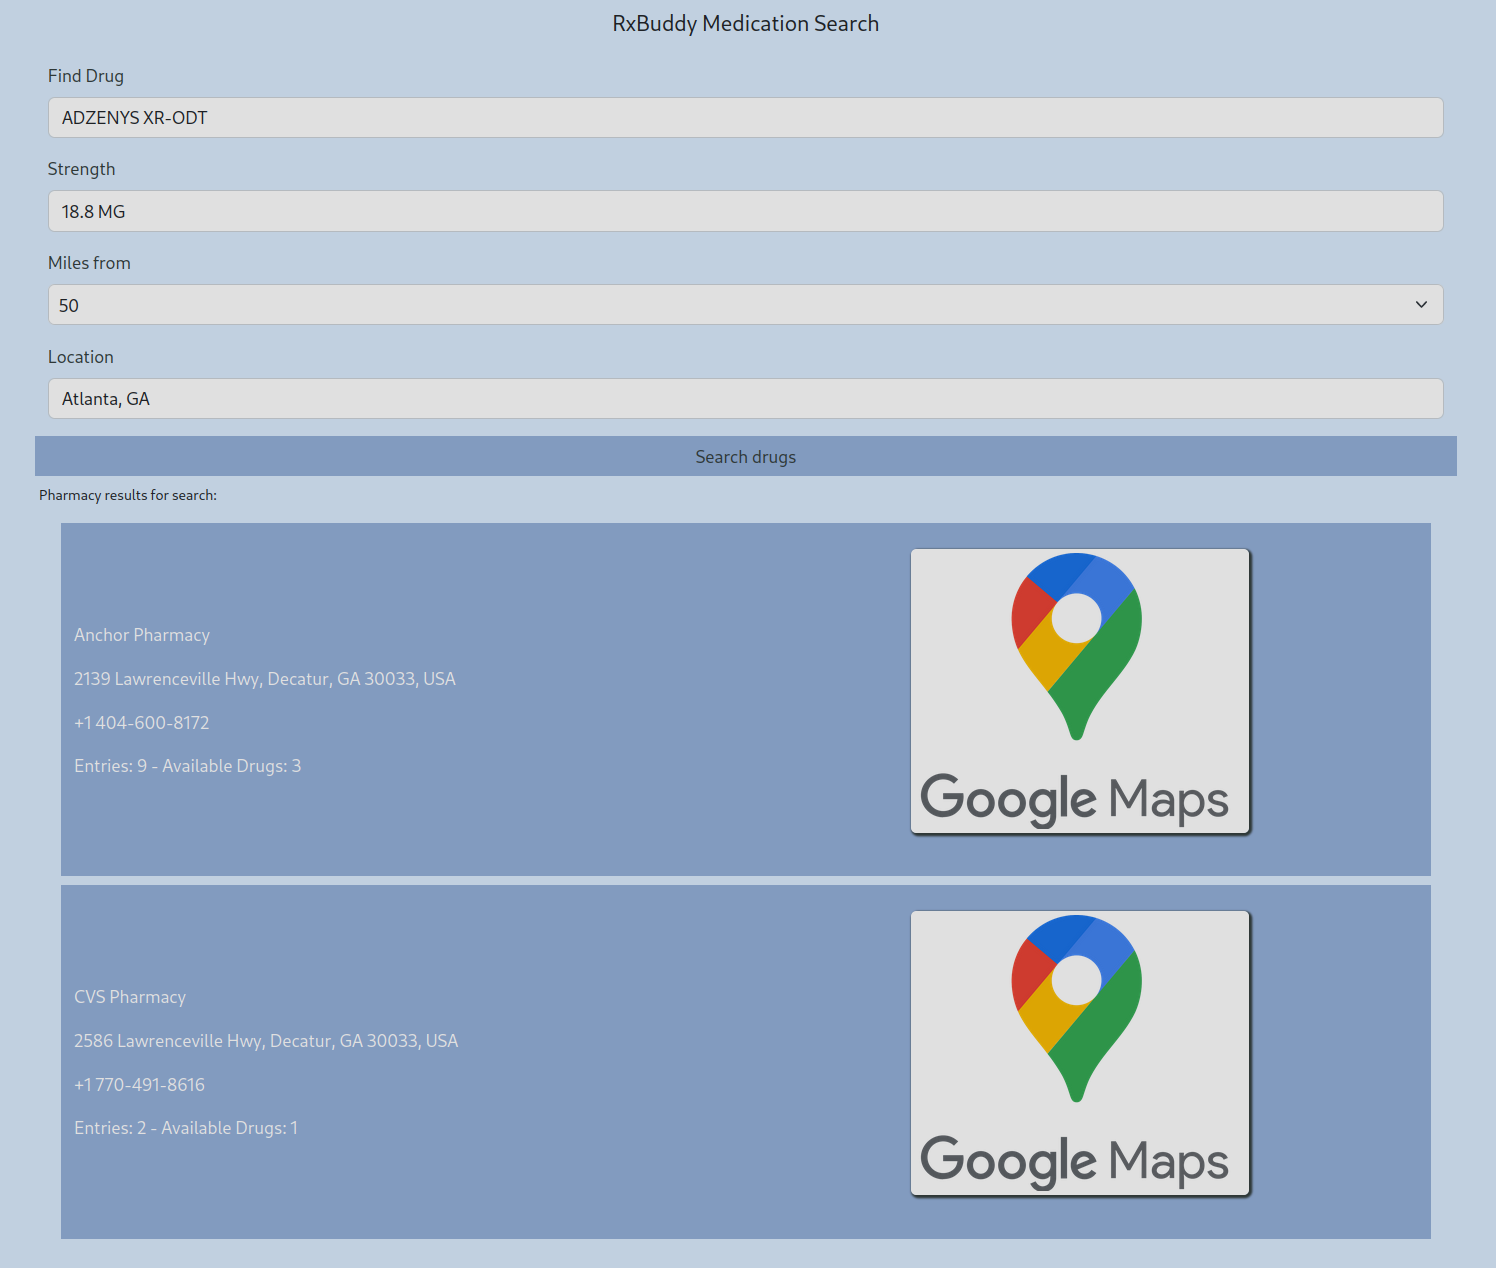 RxBuddy Medication Search
Find Drug
ADZENYS XR-ODT
Strength
18.8 MG
Miles from
50
Location
Atlanta, GA
Search drugs
Pharmacy results for search:
Anchor Pharmacy
2139 Lawrenceville Hwy, Decatur, GA 30033, USA
+1 404-600-8172
Entries: 9 - Available Drugs: 3
Google Maps
CVS Pharmacy
2586 Lawrenceville Hwy, Decatur, GA 30033, USA
+1 770-491-8616
Entries: 2 - Available Drugs: 1
Google Maps